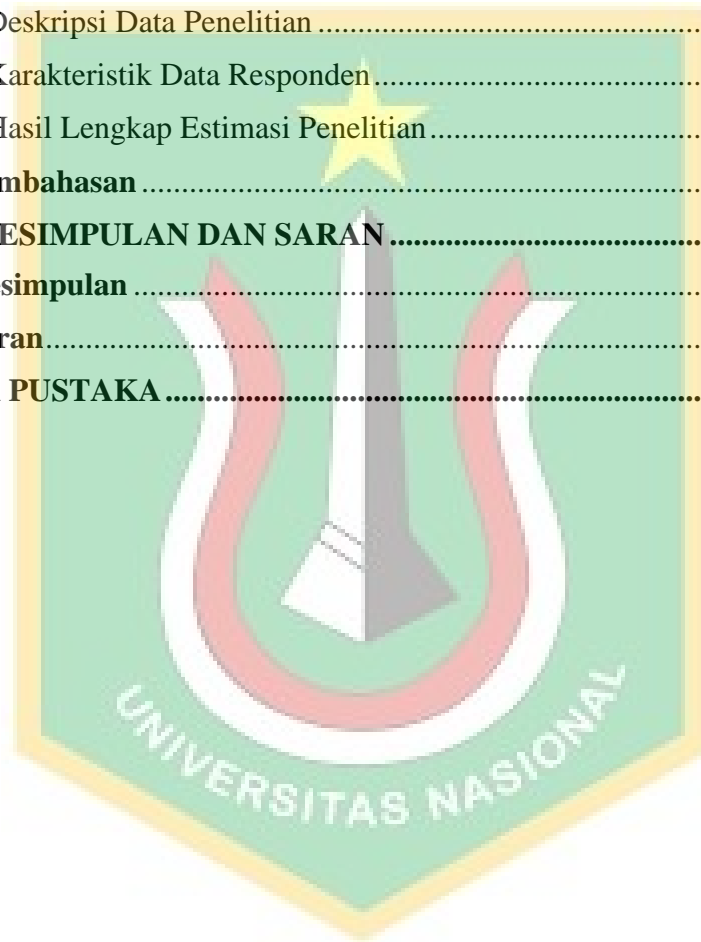 Deskripsi Data Penelitian ........................................................
Karakteristik Data Responden ................................................
Hasil Lengkap Estimasi Penelitian ........................................
mbahasan ................................................................................
ESIMPULAN DAN SARAN ..............................................
simpulan .................................................................................
ran ............................................................................................
PUSTAKA ..............................................................................
UNIVERSITAS NASIONAL